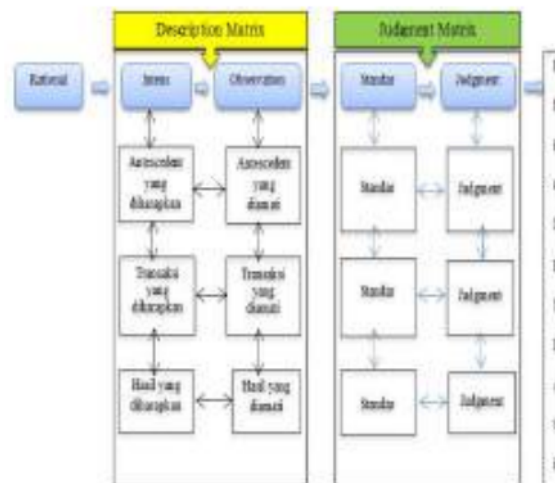 Description Matrix
Judgment Matrix
Rational
Intens
Observation
Standar
Judgment
Antecedent
yang
diharapkan
Antecedent
yang
diamati
Standar
Judgment
Transaksi
yang
diharapkan
Transaksi
yang
diamati
Standar
Judgment
Hasil yang
diharapkan
Hasil yang
diamati
Standar
Judgment